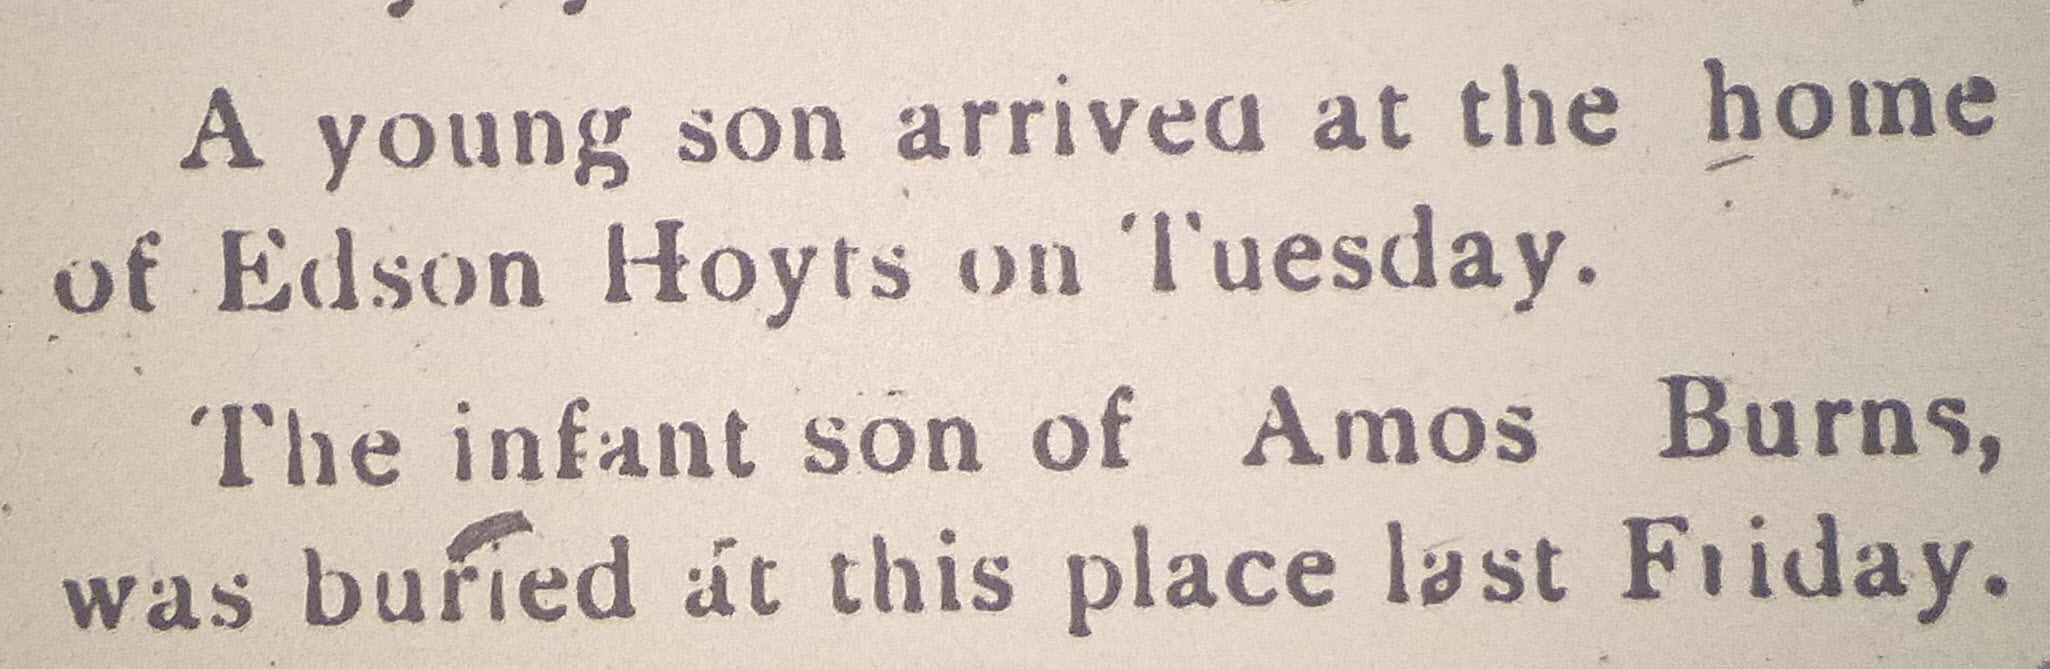 A young son arrived at the home
of Edson Hoyts on Tuesday.
The infant son of Amos Burns,
was buried at this place last Friday.